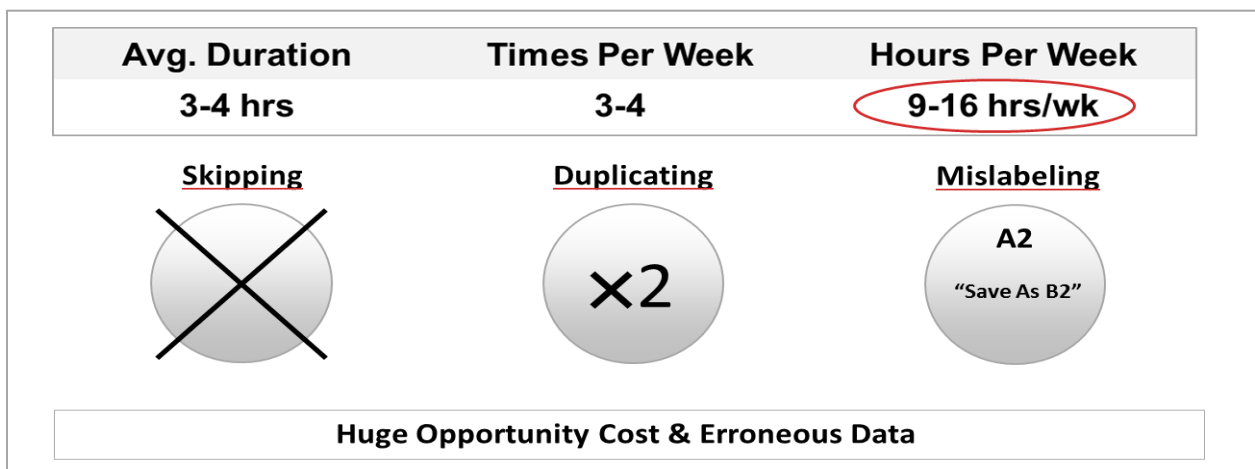 Avg. Duration Times Per Week Hours Per Week
3-4 hrs 3-4 9-16 hrs/wk
Skipping Duplicating Mislabeling
×2
A2
“Save As B2”
Huge Opportunity Cost & Erroneous Data